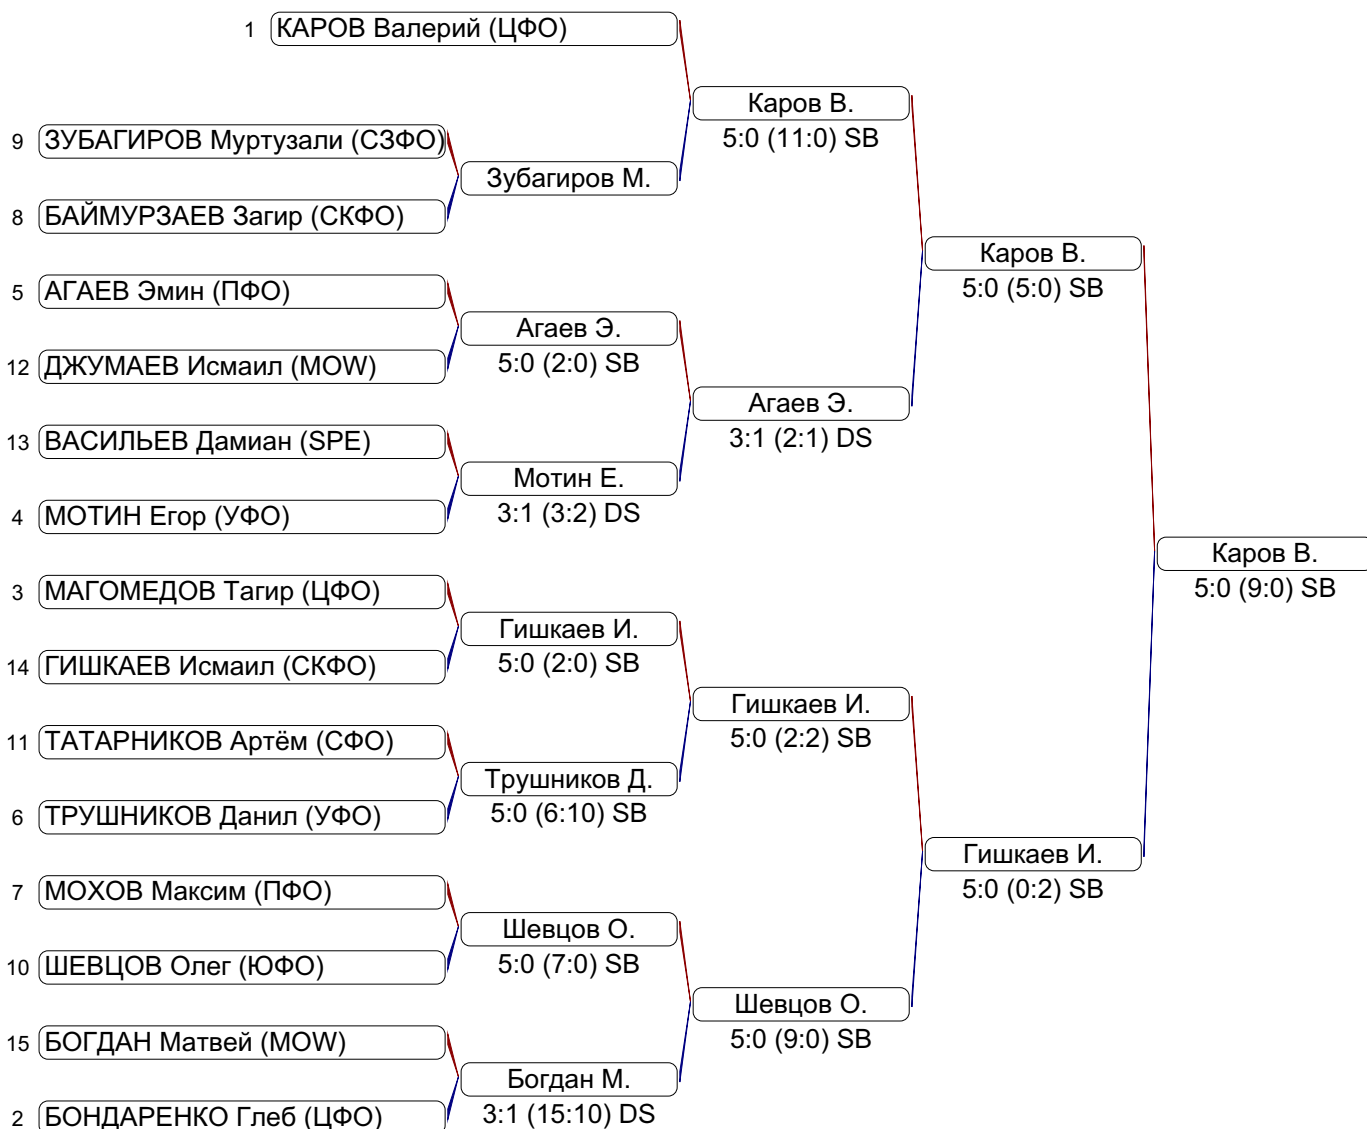 1 КАРОВ Валерий (ЦФО)
Каров В.
5:0 (11:0) SB
9 ЗУБАГИРОВ Муртузали (СЗФО)
Зубагиров М.
8 БАЙМУРЗАЕВ Загир (СКФО)
Каров В.
5:0 (5:0) SB
5 АГАЕВ Эмин (ПФО)
Агаев Э.
5:0 (2:0) SB
12 ДЖУМАЕВ Исмаил (MOW)
Агаев Э.
3:1 (2:1) DS
13 ВАСИЛЬЕВ Дамиан (SPE)
Мотин Е.
3:1 (3:2) DS
4 МОТИН Егор (УФО)
Каров В.
5:0 (9:0) SB
3 МАГОМЕДОВ Тагир (ЦФО)
Гишкаев И.
5:0 (2:0) SB
14 ГИШКАЕВ Исмаил (СКФО)
Гишкаев И.
5:0 (2:2) SB
11 ТАТАРНИКОВ Артём (СФО)
Трушников Д.
5:0 (6:10) SB
6 ТРУШНИКОВ Данил (УФО)
Гишкаев И.
5:0 (0:2) SB
7 МОХОВ Максим (ПФО)
Шевцов О.
5:0 (7:0) SB
10 ШЕВЦОВ Олег (ЮФО)
Шевцов О.
5:0 (9:0) SB
15 БОГДАН Матвей (MOW)
Богдан М.
3:1 (15:10) DS
2 БОНДАРЕНКО Глеб (ЦФО)